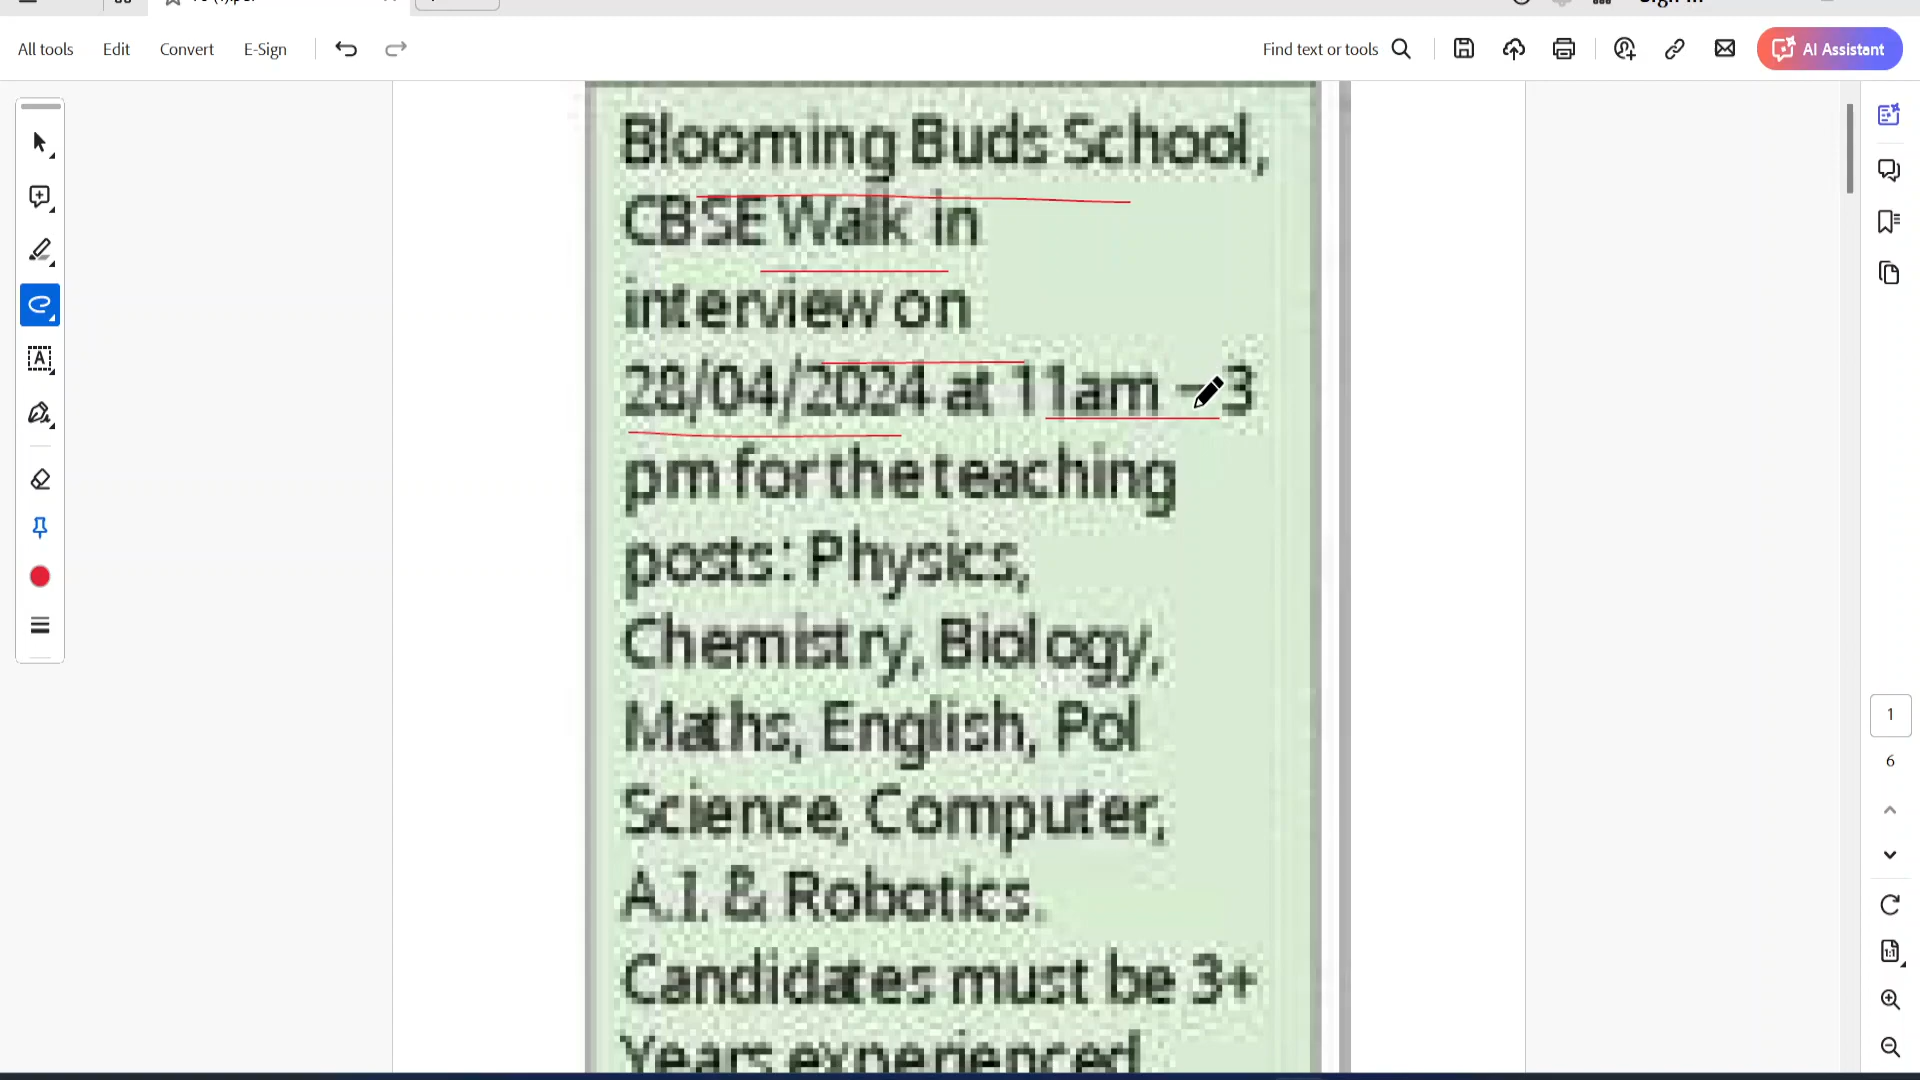 All tools Edit Convert E-Sign Find text or tools AI Assistant
Blooming Buds School,
CBSE Walk in
interview on
28/04/2024 at 11am – 3
pm for the teaching
posts: Physics,
Chemistry, Biology,
Maths, English, Pol
Science, Computer,
A.I. & Robotics.
Candidates must be 3+
Years experienced
1
6